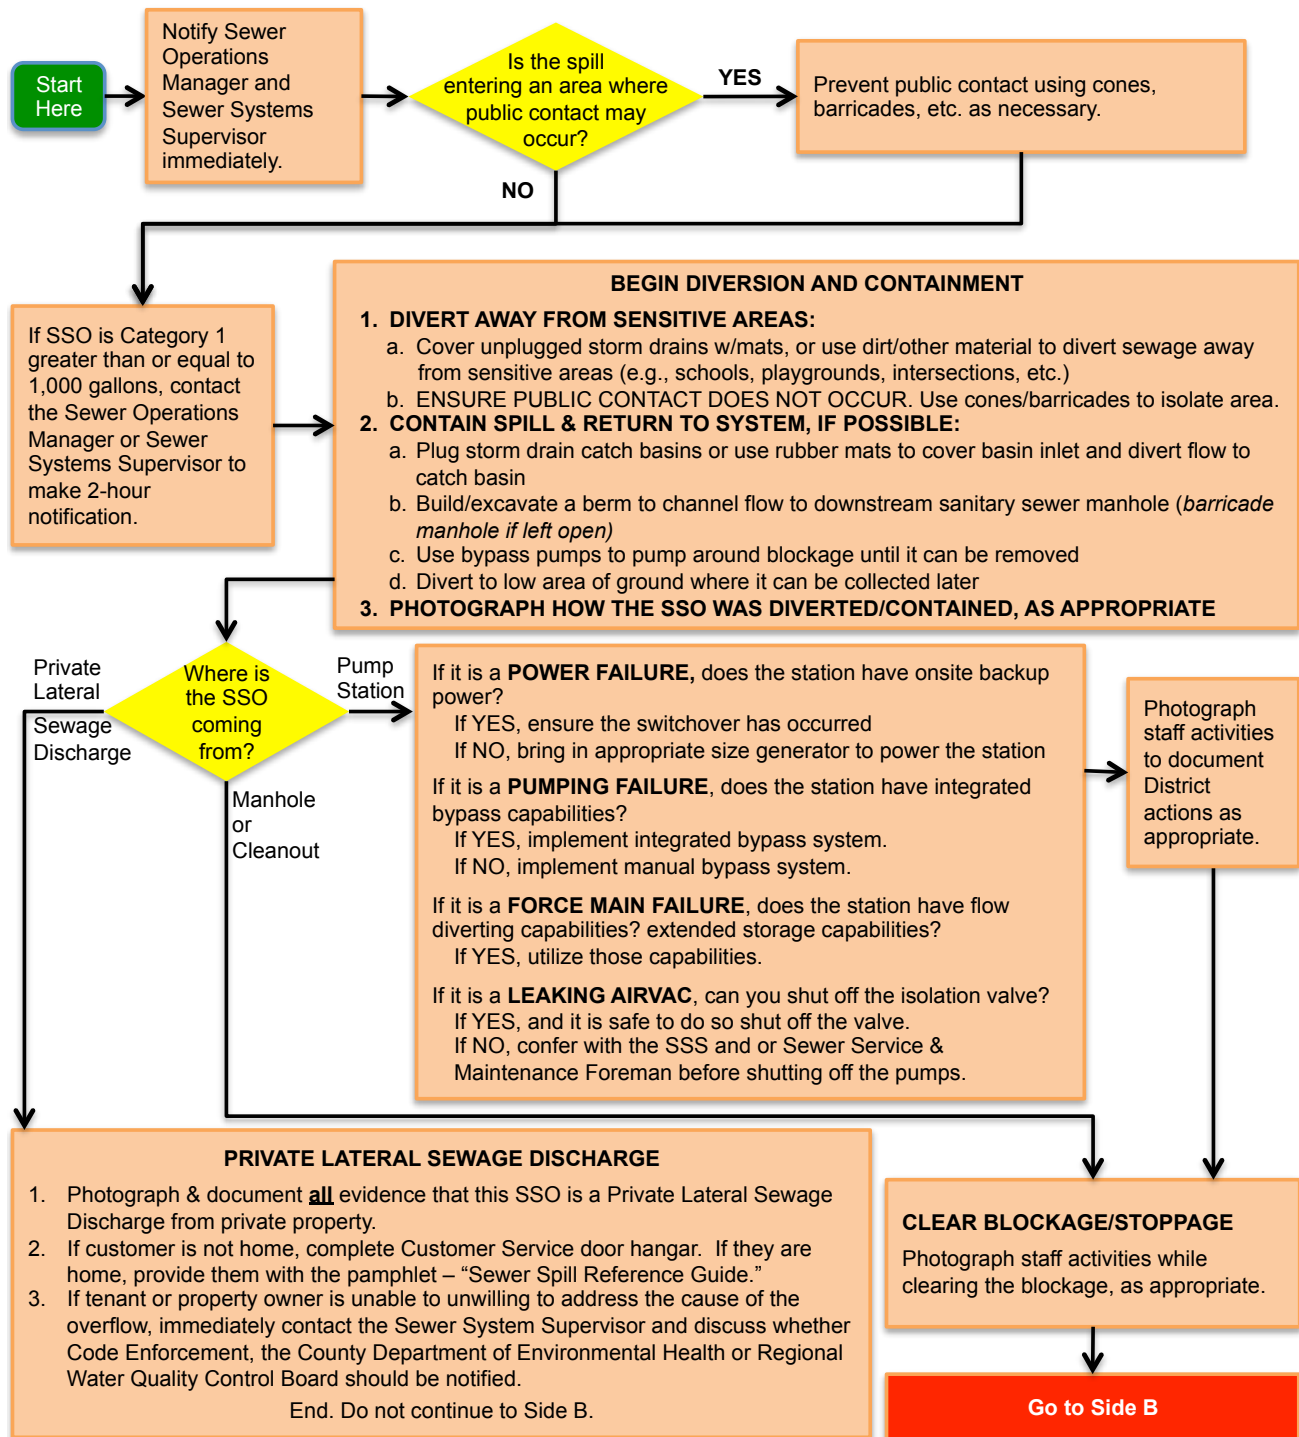 Start
Here
Notify Sewer
Operations
Manager and
Sewer Systems
Supervisor
immediately.
Is the spill
entering an area where
public contact may
occur?
YES
Prevent public contact using cones,
barricades, etc. as necessary.
NO
If SSO is Category 1
greater than or equal to
1,000 gallons, contact
the Sewer Operations
Manager or Sewer
Systems Supervisor to
make 2-hour
notification.
BEGIN DIVERSION AND CONTAINMENT
1. DIVERT AWAY FROM SENSITIVE AREAS:
a. Cover unplugged storm drains w/mats, or use dirt/other material to divert sewage away
from sensitive areas (e.g., schools, playgrounds, intersections, etc.)
b. ENSURE PUBLIC CONTACT DOES NOT OCCUR. Use cones/barricades to isolate area.
2. CONTAIN SPILL & RETURN TO SYSTEM, IF POSSIBLE:
a. Plug storm drain catch basins or use rubber mats to cover basin inlet and divert flow to
catch basin
b. Build/excavate a berm to channel flow to downstream sanitary sewer manhole (barricade
manhole if left open)
c. Use bypass pumps to pump around blockage until it can be removed
d. Divert to low area of ground where it can be collected later
3. PHOTOGRAPH HOW THE SSO WAS DIVERTED/CONTAINED, AS APPROPRIATE
Where is
the SSO
coming
from?
Private
Lateral
Sewage
Discharge
Pump
Station
Manhole
or
Cleanout
If it is a POWER FAILURE, does the station have onsite backup
power?
If YES, ensure the switchover has occurred
If NO, bring in appropriate size generator to power the station
If it is a PUMPING FAILURE, does the station have integrated
bypass capabilities?
If YES, implement integrated bypass system.
If NO, implement manual bypass system.
If it is a FORCE MAIN FAILURE, does the station have flow
diverting capabilities? extended storage capabilities?
If YES, utilize those capabilities.
If it is a LEAKING AIRVAC, can you shut off the isolation valve?
If YES, and it is safe to do so shut off the valve.
If NO, confer with the SSS and or Sewer Service &
Maintenance Foreman before shutting off the pumps.
Photograph
staff activities
to document
District
actions as
appropriate.
PRIVATE LATERAL SEWAGE DISCHARGE
1. Photograph & document all evidence that this SSO is a Private Lateral Sewage
Discharge from private property.
2. If customer is not home, complete Customer Service door hangar. If they are
home, provide them with the pamphlet – “Sewer Spill Reference Guide.”
3. If tenant or property owner is unable to unwilling to address the cause of the
overflow, immediately contact the Sewer System Supervisor and discuss whether
Code Enforcement, the County Department of Environmental Health or Regional
Water Quality Control Board should be notified.
End. Do not continue to Side B.
CLEAR BLOCKAGE/STOPPAGE
Photograph staff activities while
clearing the blockage, as appropriate.
Go to Side B